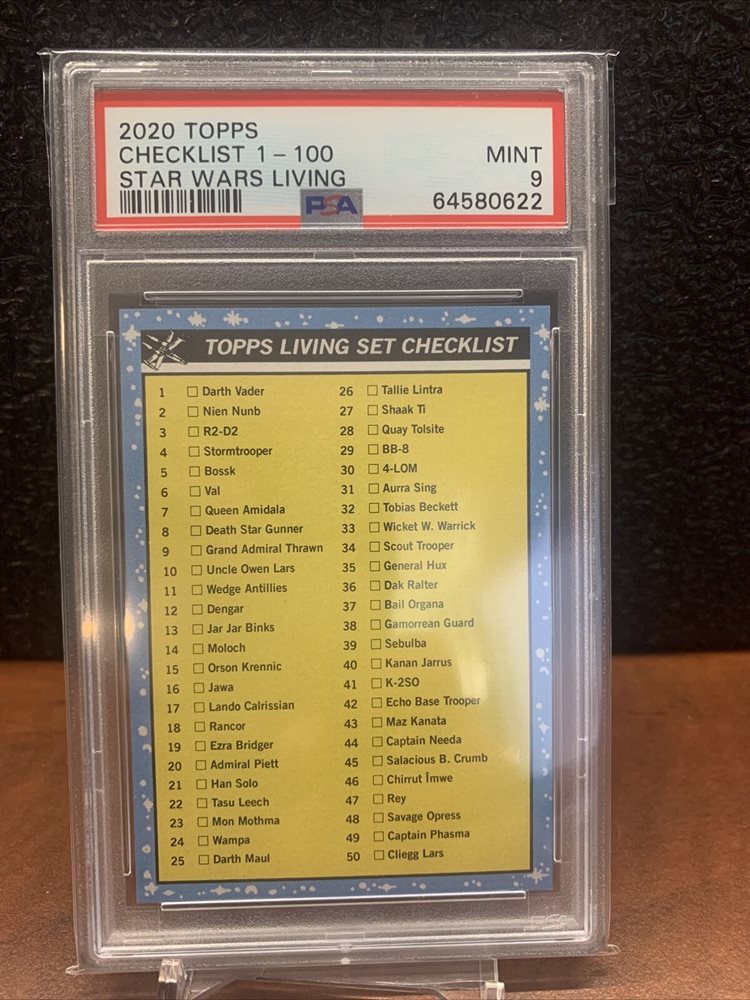 2020 TOPPS
CHECKLIST 1 – 100 MINT
STAR WARS LIVING 9
PSA 64580622
TOPPS LIVING SET CHECKLIST
1 Darth Vader
2 Nien Nunb
3 R2-D2
4 Stormtrooper
5 Bossk
6 Val
7 Queen Amidala
8 Death Star Gunner
9 Grand Admiral Thrawn
10 Uncle Owen Lars
11 Wedge Antillies
12 Dengar
13 Jar Jar Binks
14 Moloch
15 Orson Krennic
16 Jawa
17 Lando Calrissian
18 Rancor
19 Ezra Bridger
20 Admiral Piett
21 Han Solo
22 Tasu Leech
23 Mon Mothma
24 Wampa
25 Darth Maul
26 Tallie Lintra
27 Shaak Ti
28 Quay Tolsite
29 BB-8
30 4-LOM
31 Aurra Sing
32 Tobias Beckett
33 Wicket W. Warrick
34 Scout Trooper
35 General Hux
36 Dak Ralter
37 Bail Organa
38 Gamorrean Guard
39 Sebulba
40 Kanan Jarrus
41 K-2SO
42 Echo Base Trooper
43 Maz Kanata
44 Captain Needa
45 Salacious B. Crumb
46 Chirrut Îmwe
47 Rey
48 Savage Opress
49 Captain Phasma
50 Cliegg Lars
PSA